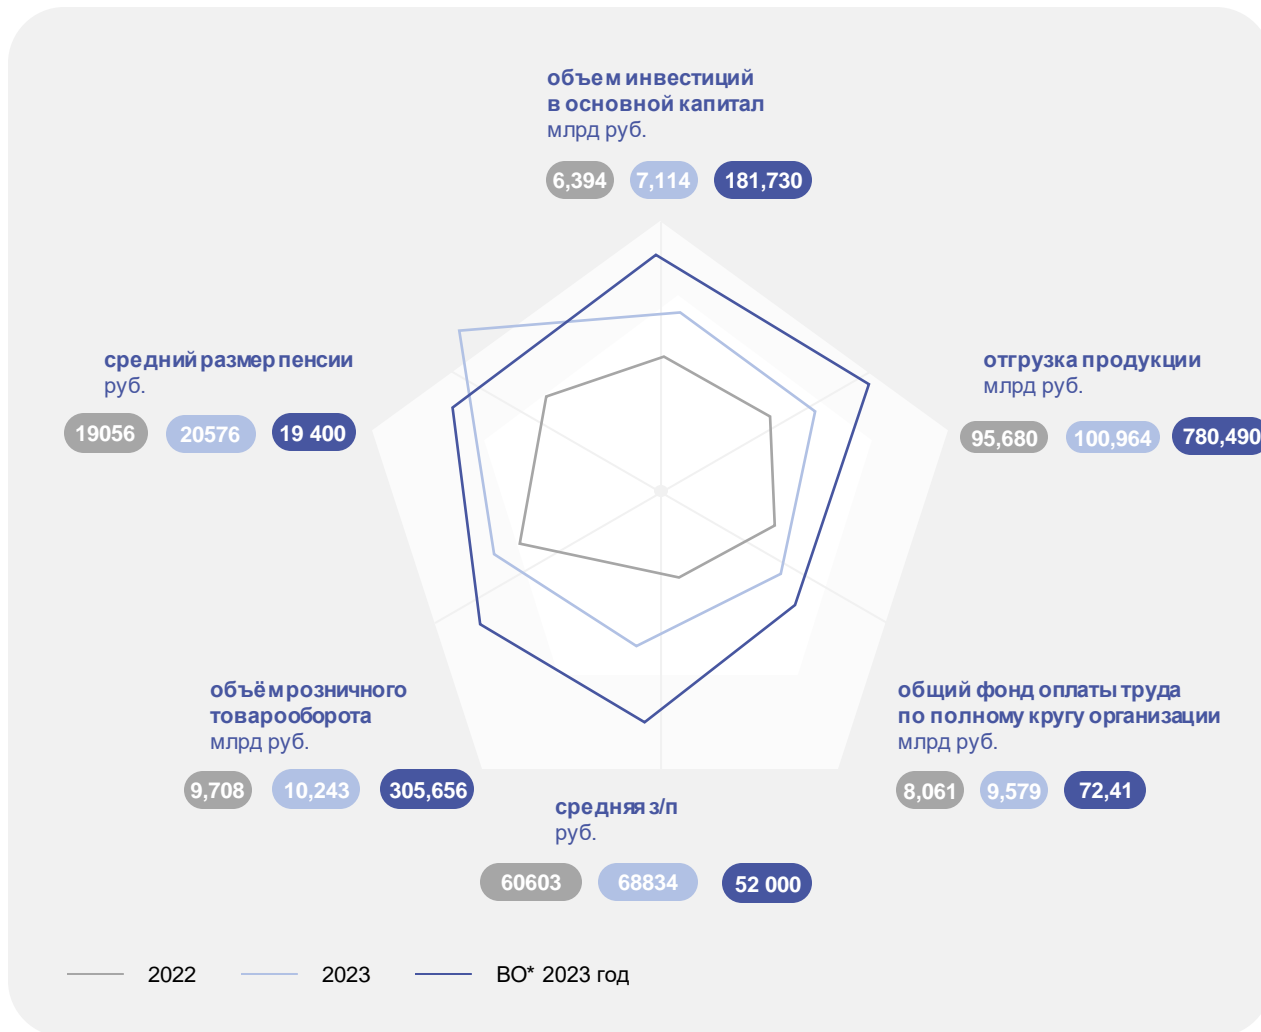 объем инвестиций
в основной капитал
млрд руб.
6,394 7,114 181,730
средний размер пенсии
руб.
19056 20576 19 400
отгрузка продукции
млрд руб.
95,680 100,964 780,490
объём розничного
товарооборота
млрд руб.
9,708 10,243 305,656
общий фонд оплаты труда
по полному кругу организации
млрд руб.
8,061 9,579 72,41
средняя з/п
руб.
60603 68834 52 000
2022 2023 ВО* 2023 год